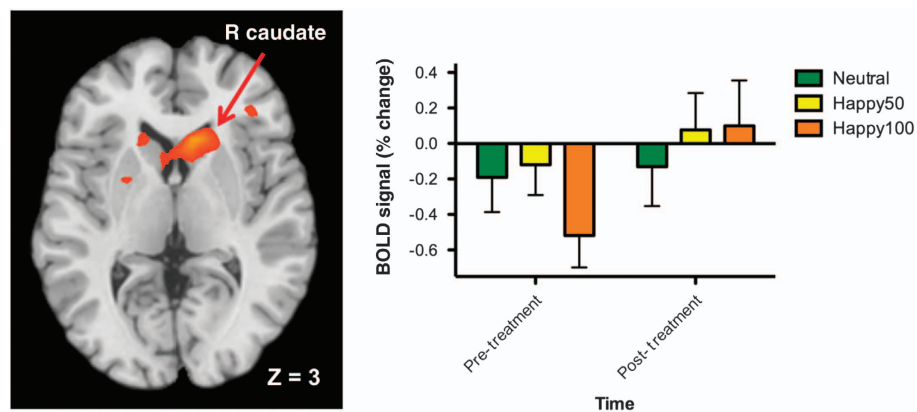 R caudate
Z = 3
BOLD signal (% change)
0.4
0.2
0.0
-0.2
-0.4
-0.6
Pre-treatment
Post- treatment
Time
Neutral
Happy50
Happy100